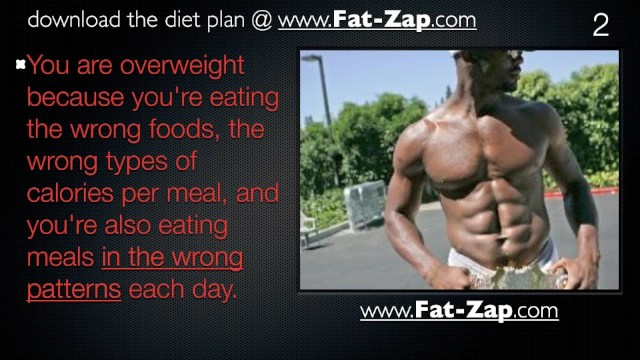 download the diet plan @ www.Fat-Zap.com
2
You are overweight
because you're eating
the wrong foods, the
wrong types of
calories per meal, and
you're also eating
meals in the wrong
patterns each day.
www.Fat-Zap.com